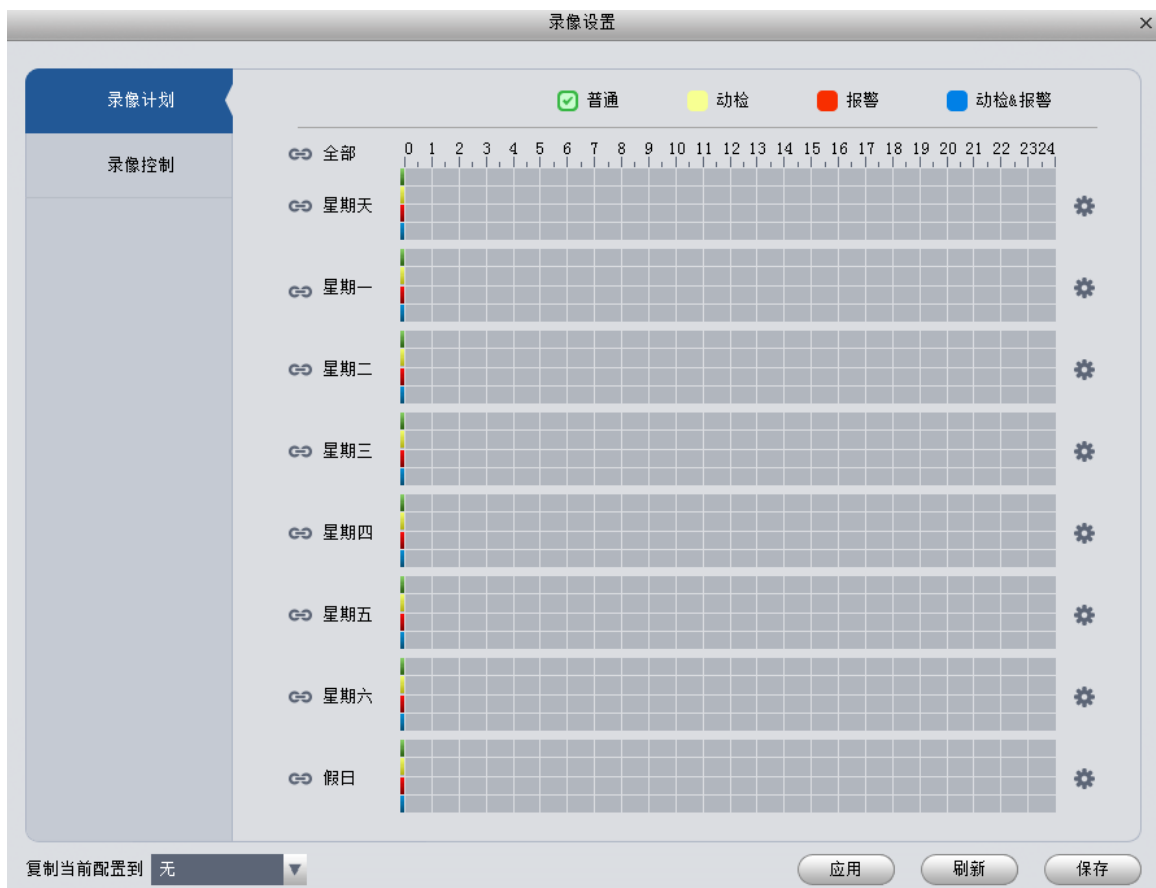 录像设置
录像计划
录像控制
普通 动检 报警 动检&报警
全部 0 1 2 3 4 5 6 7 8 9 10 11 12 13 14 15 16 17 18 19 20 21 22 2324
星期天
星期一
星期二
星期三
星期四
星期五
星期六
假日
复制当前配置到 无 应用 刷新 保存